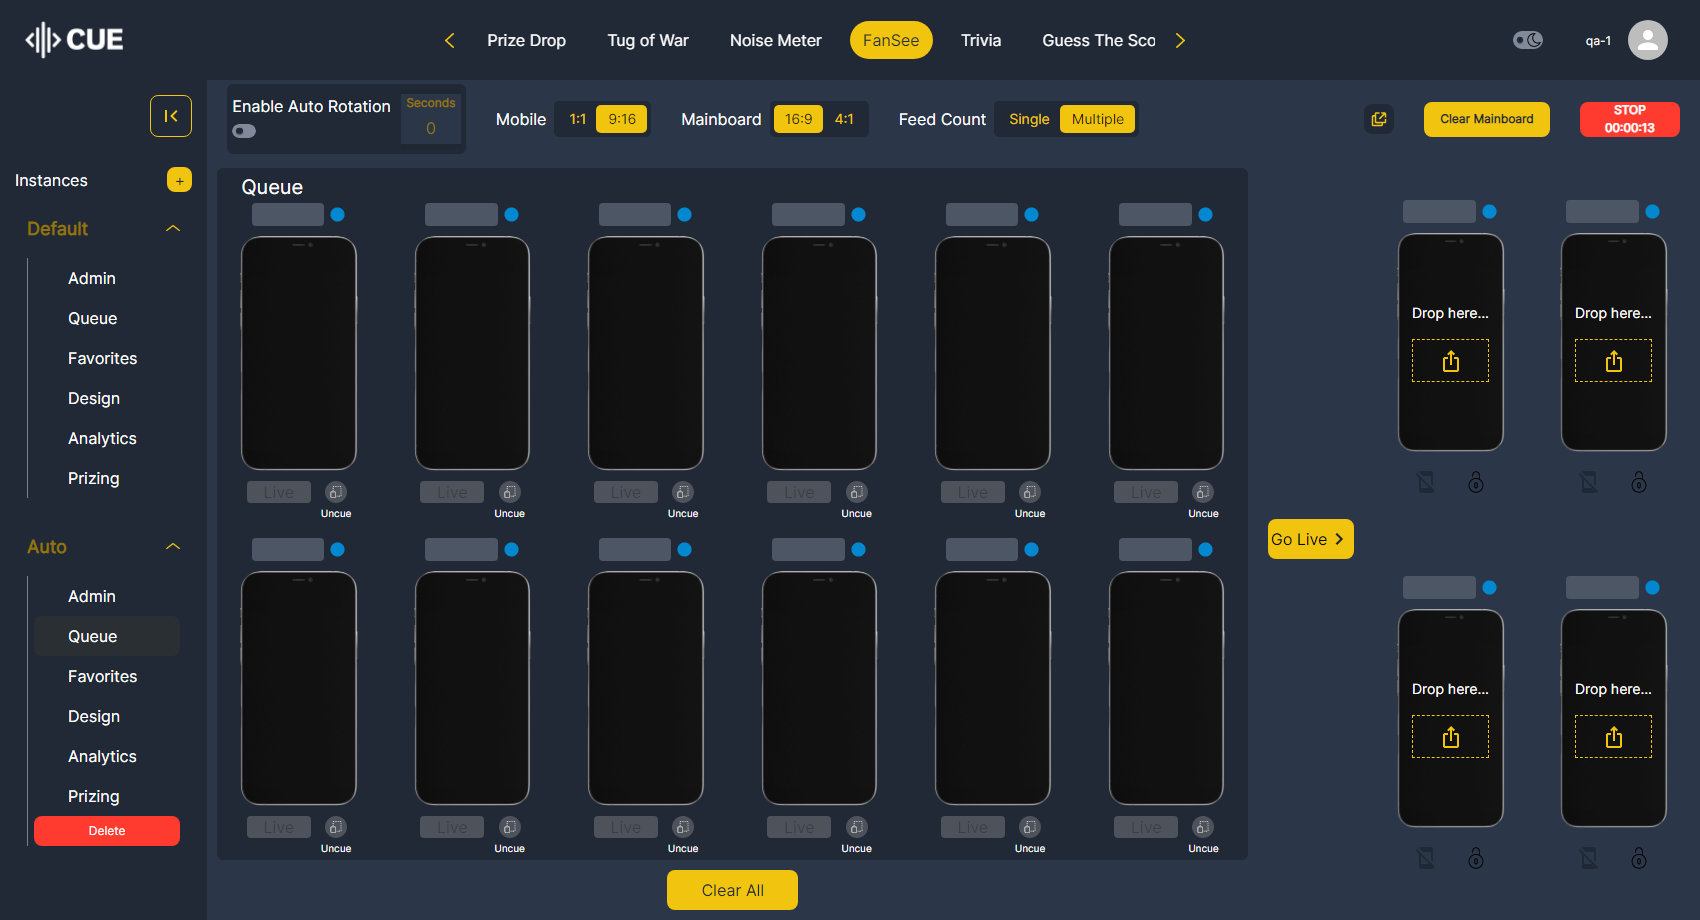 CUE
Prize Drop
Tug of War
Noise Meter
FanSee
Trivia
Guess The Sco
qa-1
Enable Auto Rotation
Seconds
0
Mobile
1:1
9:16
Mainboard
16:9
4:1
Feed Count
Single
Multiple
Clear Mainboard
STOP
00:00:13
Instances
+
Default
Admin
Queue
Favorites
Design
Analytics
Prizing
Auto
Admin
Queue
Favorites
Design
Analytics
Prizing
Delete
Queue
Live
Live
Live
Live
Live
Live
Uncue
Uncue
Uncue
Uncue
Uncue
Uncue
Live
Live
Live
Live
Live
Live
Uncue
Uncue
Uncue
Uncue
Uncue
Uncue
Clear All
Go Live
Drop here...
Drop here...
Drop here...
Drop here...